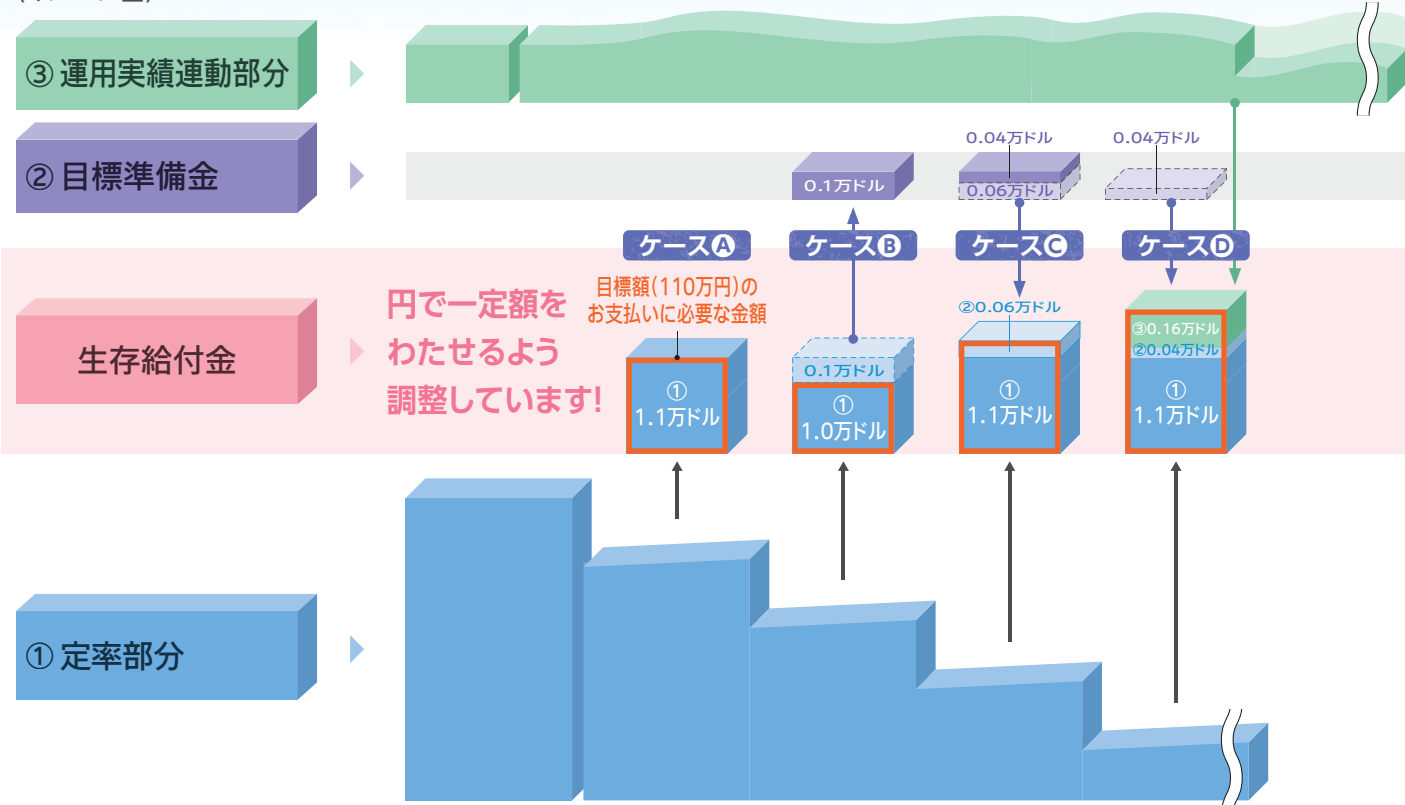 ③ 運用実績連動部分
② 目標準備金
0.04万ドル
0.04万ドル
0.1万ドル
0.06万ドル
ケースⒶ
ケースⒷ
ケースⒸ
ケースⒹ
生存給付金
円で一定額を
わたせるよう
調整しています!
目標額(110万円)の
お支払いに必要な金額
①
1.1万ドル
0.1万ドル
①
1.0万ドル
②0.06万ドル
①
1.1万ドル
③0.16万ドル
②0.04万ドル
①
1.1万ドル
① 定率部分